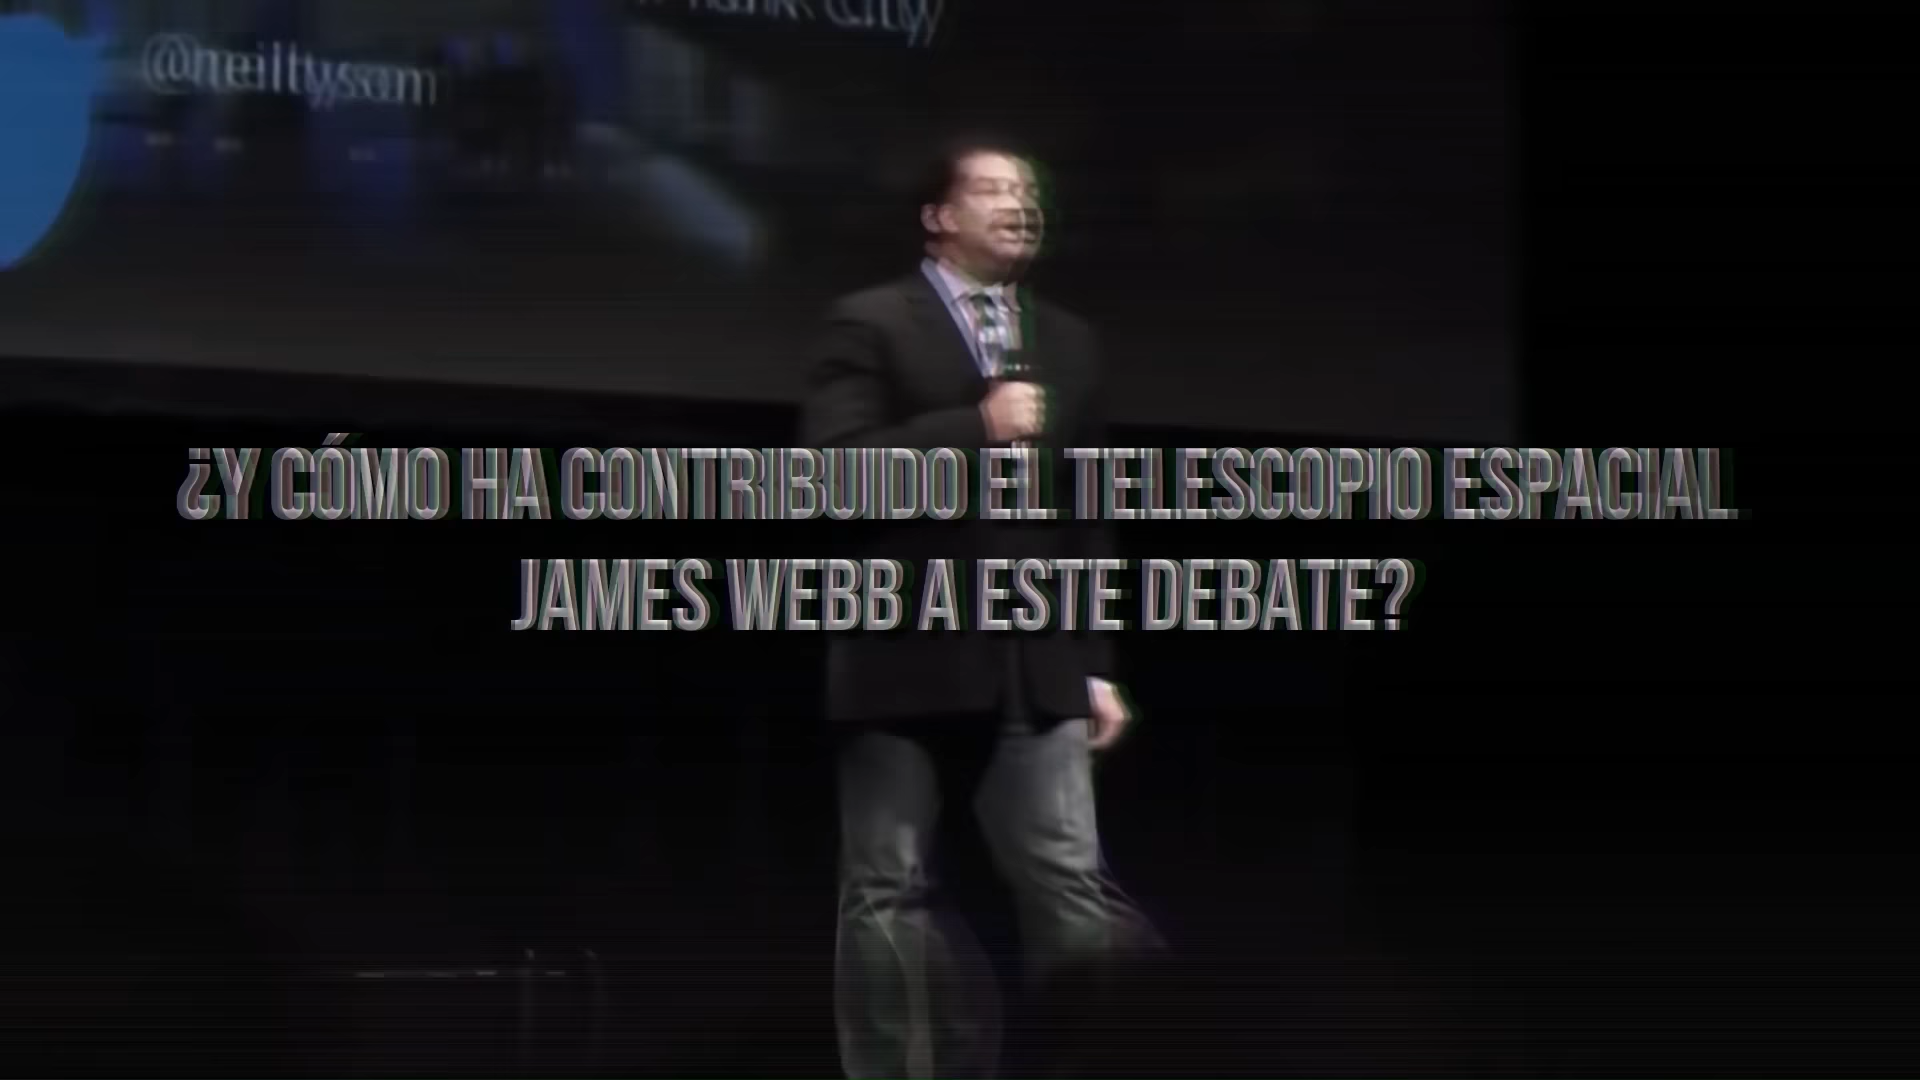 @neiltyson
¿Y CÓMO HA CONTRIBUIDO EL TELESCOPIO ESPACIAL
JAMES WEBB A ESTE DEBATE?